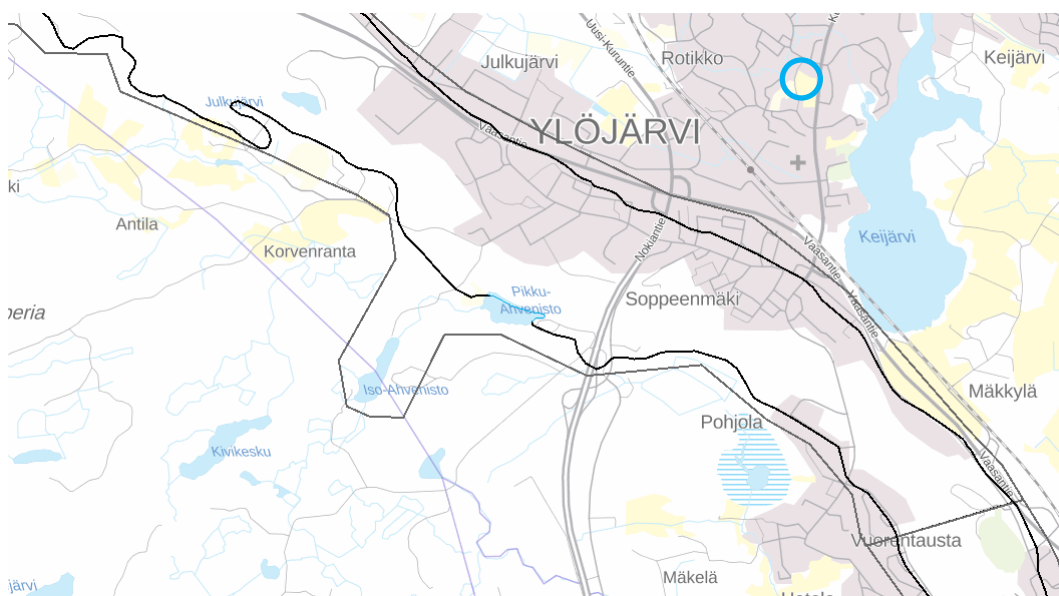 Uusi-Kuruntie
Julkujärvi
Rotikko
Keijärvi
Julkujärvi
Vaasantie
YLÖJÄRVI
ki
Antila
Korvenranta
Nokiantie
Vaasantie
Keijärvi
Pikku-
Ahvenisto
Soppeenmäki
Vaasantie
peria
Iso-Ahvenisto
Mäkkylä
Pohjola
Kivikesku
Vaasantie
Vuorentausta
Mäkelä
järvi